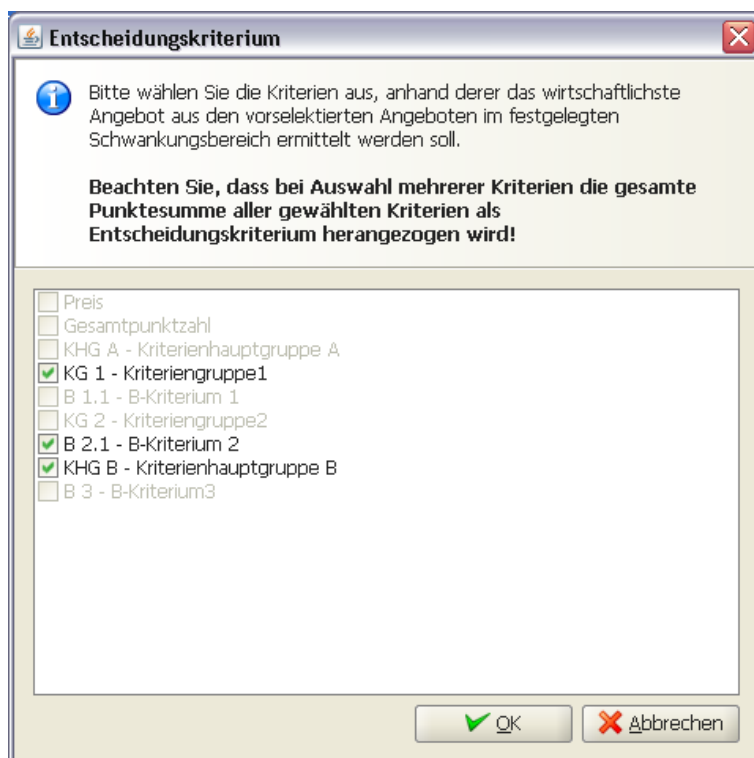 Entscheidungskriterium
Bitte wählen Sie die Kriterien aus, anhand derer das wirtschaftlichste
Angebot aus den vorselektierten Angeboten im festgelegten
Schwankungsbereich ermittelt werden soll.
Beachten Sie, dass bei Auswahl mehrerer Kriterien die gesamte
Punktesumme aller gewählten Kriterien als
Entscheidungskriterium herangezogen wird!
Preis
Gesamtpunktzahl
KHG A - Kriterienhauptgruppe A
KG 1 - Kriteriengruppe1
B 1.1 - B-Kriterium 1
KG 2 - Kriteriengruppe2
B 2.1 - B-Kriterium 2
KHG B - Kriterienhauptgruppe B
B 3 - B-Kriterium3
OK
Abbrechen